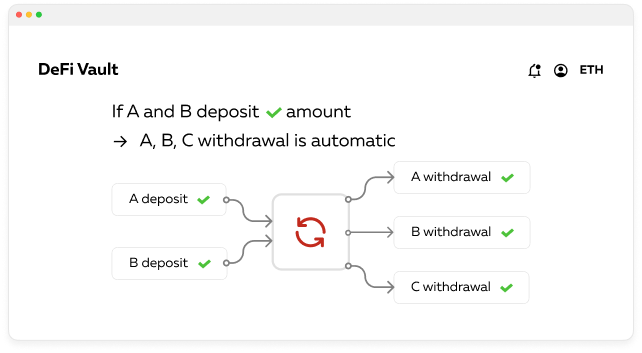 DeFi Vault
ETH
If A and B deposit ✓ amount
→ A, B, C withdrawal is automatic
A deposit
B deposit
A withdrawal
B withdrawal
C withdrawal